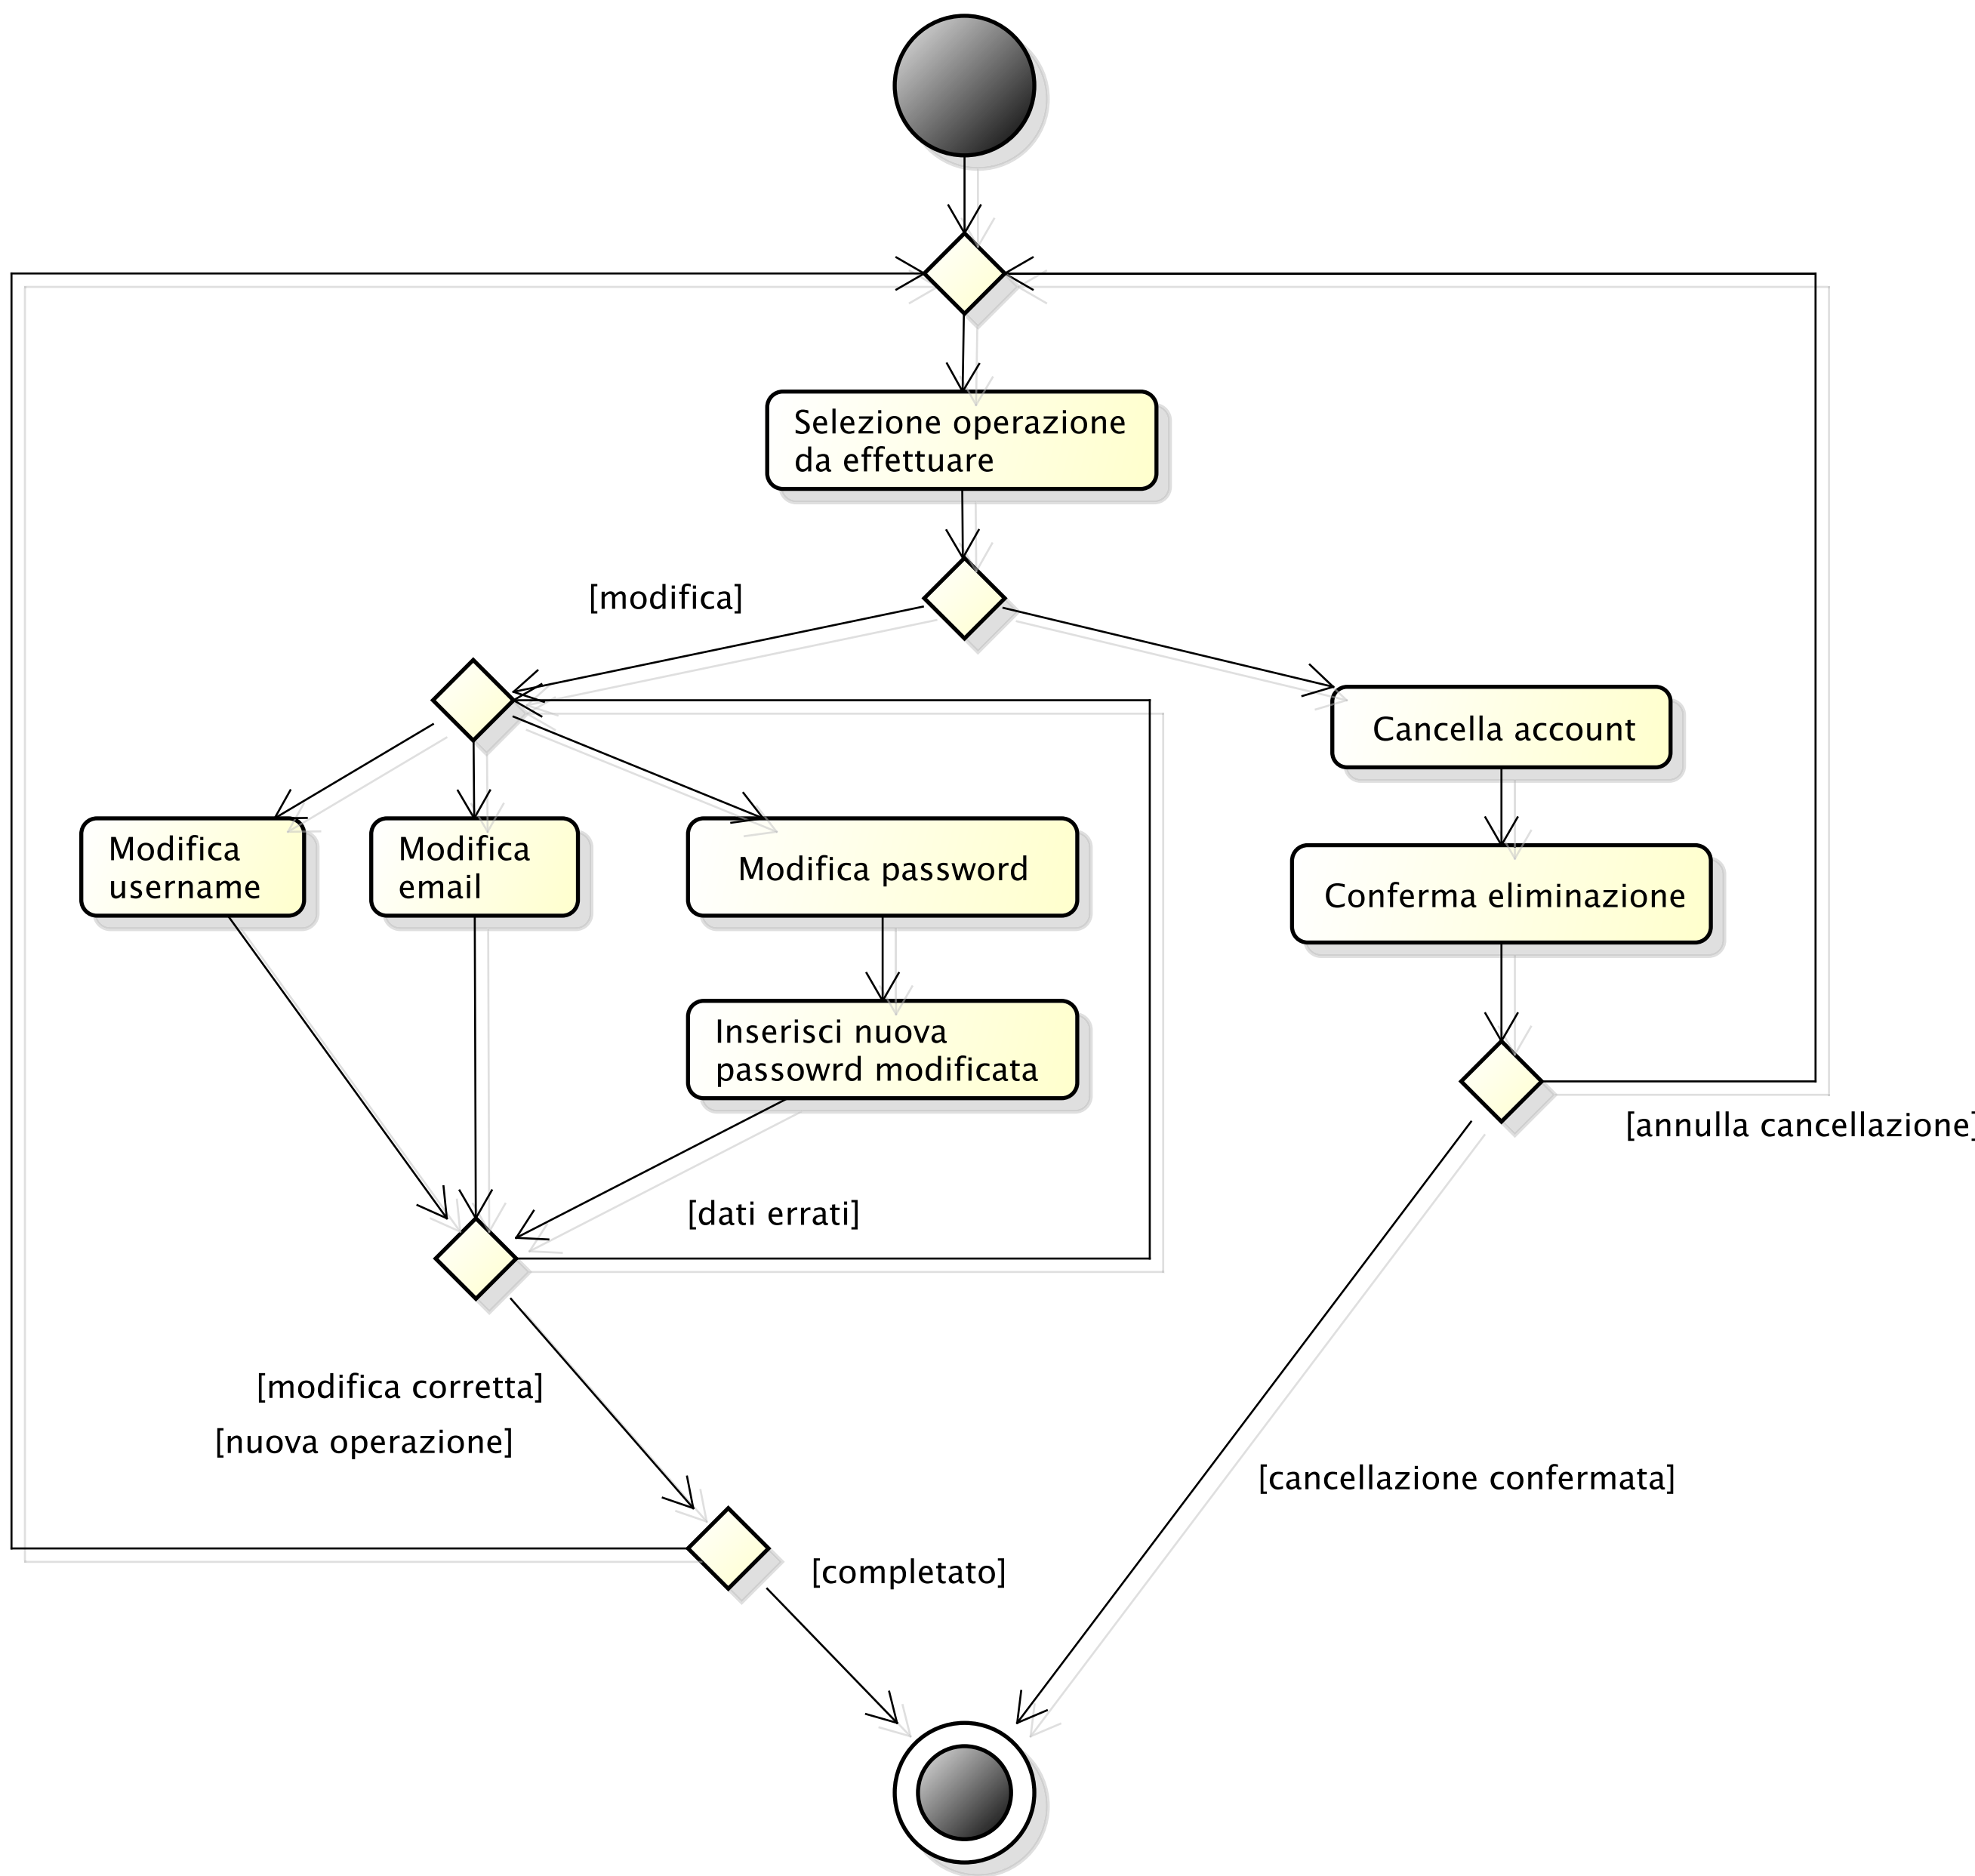 Selezione operazione
da effettuare
[modifica]
Cancella account
Modifica
username
Modifica
email
Modifica password
Conferma eliminazione
Inserisci nuova
passowrd modificata
[annulla cancellazione]
[dati errati]
[modifica corretta]
[nuova operazione]
[cancellazione confermata]
[completato]